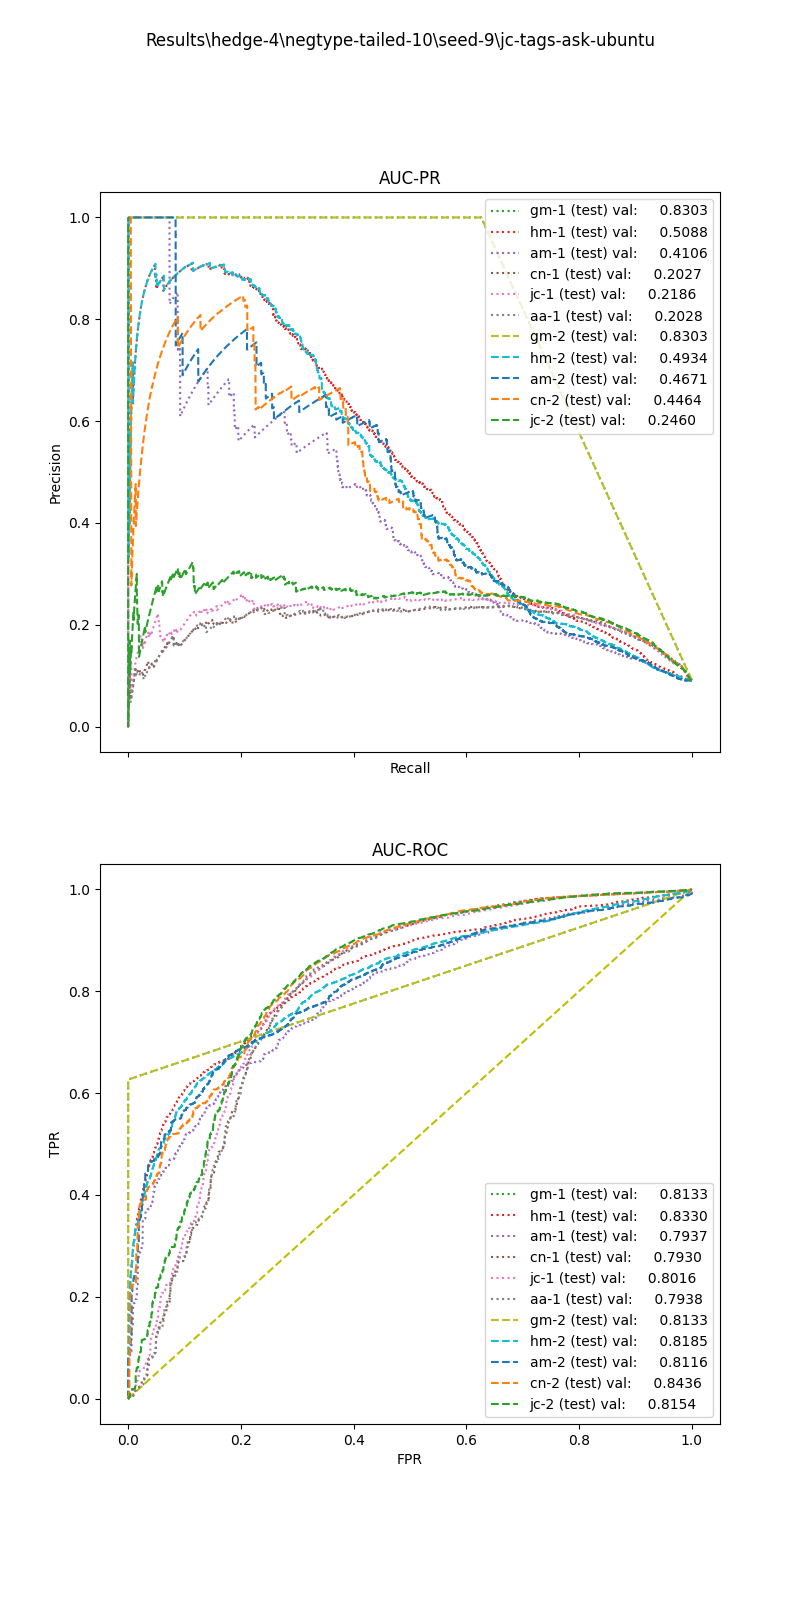 Results\hedge-4\negtype-tailed-10\seed-9\jc-tags-ask-ubuntu
AUC-PR
1.0
0.8
0.6
0.4
0.2
0.0
Precision
Recall
gm-1 (test) val: 0.8303
hm-1 (test) val: 0.5088
am-1 (test) val: 0.4106
cn-1 (test) val: 0.2027
jc-1 (test) val: 0.2186
aa-1 (test) val: 0.2028
gm-2 (test) val: 0.8303
hm-2 (test) val: 0.4934
am-2 (test) val: 0.4671
cn-2 (test) val: 0.4464
jc-2 (test) val: 0.2460
AUC-ROC
1.0
0.8
0.6
0.4
0.2
0.0
TPR
gm-1 (test) val: 0.8133
hm-1 (test) val: 0.8330
am-1 (test) val: 0.7937
cn-1 (test) val: 0.7930
jc-1 (test) val: 0.8016
aa-1 (test) val: 0.7938
gm-2 (test) val: 0.8133
hm-2 (test) val: 0.8185
am-2 (test) val: 0.8116
cn-2 (test) val: 0.8436
jc-2 (test) val: 0.8154
0.0 0.2 0.4 0.6 0.8 1.0
FPR